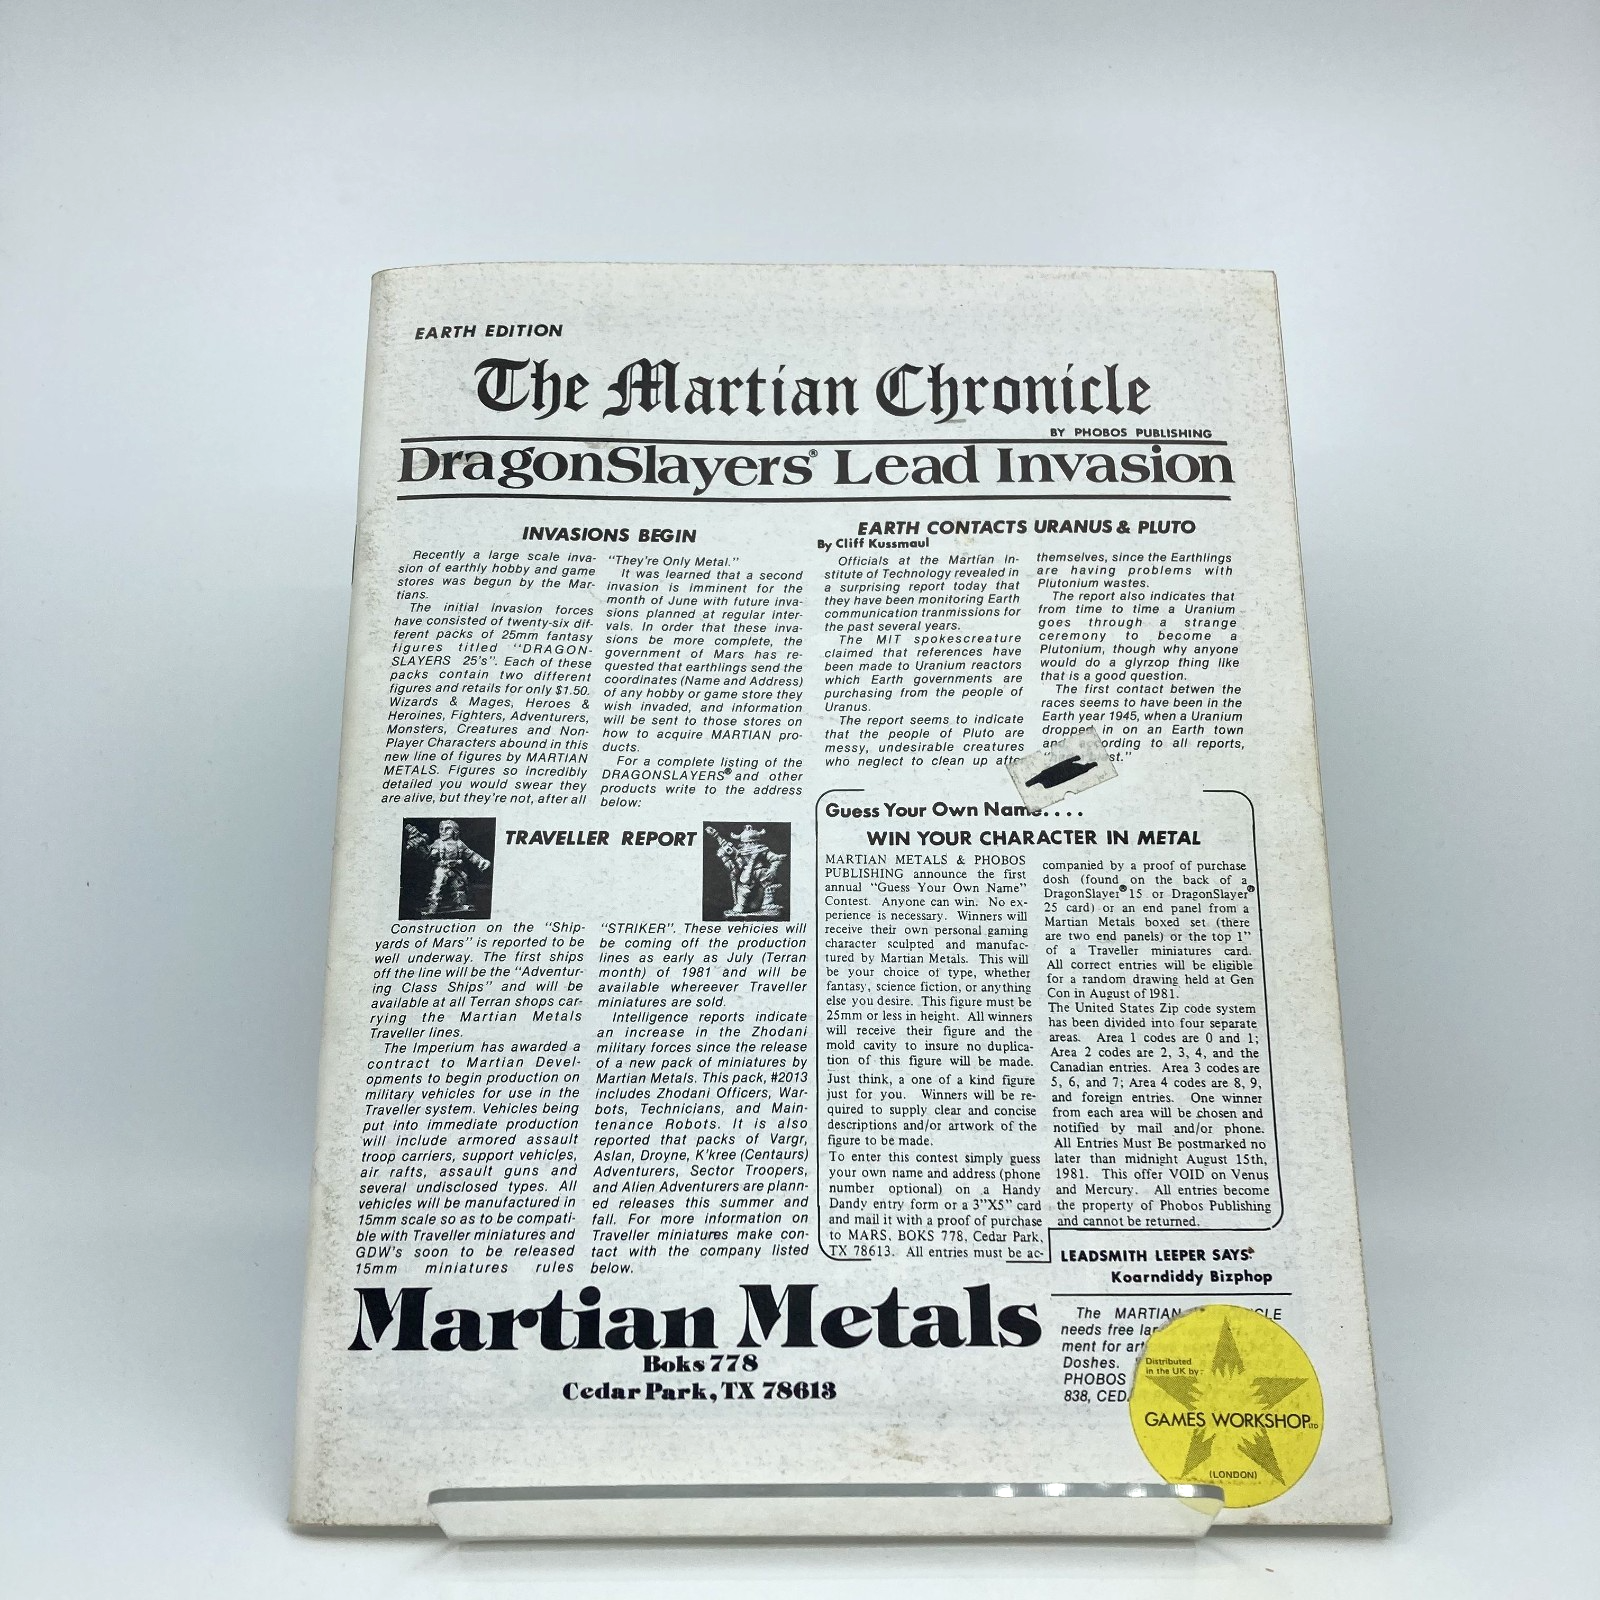 EARTH EDITION
The Martian Chronicle
BY PHOBOS PUBLISHING
DragonSlayers® Lead Invasion
INVASIONS BEGIN
Recently a large scale inva-
sion of earthly hobby and game
stores was begun by the Mar-
tians.
The initial invasion forces
have consisted of twenty-six dif-
ferent packs of 25mm fantasy
figures titled "DRAGON-
SLAYERS 25's". Each of these
packs contain two different
figures and retails for only $1.50.
Wizards & Mages, Heroes &
Heroines, Fighters, Adventurers,
Monsters, Creatures and Non-
Player Characters abound in this
new line of figures by MARTIAN
METALS. Figures so incredibly
detailed you would swear they
are alive, but they're not, after all
"They're Only Metal."
It was learned that a second
invasion is imminent for the
month of June with future inva-
sions planned at regular inter-
vals. In order that these inva-
sions be more complete, the
government of Mars has re-
quested that earthlings send the
coordinates (Name and Address)
of any hobby or game store they
wish invaded, and information
will be sent to those stores on
how to acquire MARTIAN pro-
ducts.
For a complete listing of the
DRAGONSLAYERS® and other
products write to the address
below:
EARTH CONTACTS URANUS & PLUTO
By Cliff Kussmaul
Officials at the Martian In-
stitute of Technology revealed in
a surprising report today that
they have been monitoring Earth
communication tranmissions for
the past several years.
The MIT spokescreature
claimed that references have
been made to Uranium reactors
which Earth governments are
purchasing from the people of
Uranus.
The report seems to indicate
that the people of Pluto are
messy, undesirable creatures
who neglect to clean up after
themselves, since the Earthlings
are having problems with
Plutonium wastes.
The report also indicates that
from time to time a Uranium
goes through a strange
ceremony to become a
Plutonium, though why anyone
would do a glyrzop thing like
that is a good question.
The first contact betwen the
races seems to have been in the
Earth year 1945, when a Uranium
dropped in on an Earth town
and ording to all reports,
st."
TRAVELLER REPORT
Construction on the "Ship-
yards of Mars" is reported to be
well underway. The first ships
off the line will be the "Adventur-
ing Class Ships" and will be
available at all Terran shops car-
rying the Martian Metals
Traveller lines.
The Imperium has awarded a
contract to Martian Devel-
opments to begin production on
military vehicles for use in the
Traveller system. Vehicles being
put into immediate production
will include armored assault
troop carriers, support vehicles,
air rafts, assault guns and
several undisclosed types. All
vehicles will be manufactured in
15mm scale so as to be compati-
ble with Traveller miniatures and
GDW's soon to be released
15mm miniatures rules
"STRIKER". These vehicles will
be coming off the production
lines as early as July (Terran
month) of 1981 and will be
available whereever Traveller
miniatures are sold.
Intelligence reports indicate
an increase in the Zhodani
military forces since the release
of a new pack of miniatures by
Martian Metals. This pack, #2013
includes Zhodani Officers, War-
bots, Technicians, and Main-
tenance Robots. It is also
reported that packs of Vargr,
Aslan, Droyne, K'kree (Centaurs)
Adventurers, Sector Troopers,
and Alien Adventurers are plann-
ed releases this summer and
fall. For more information on
Traveller miniatures make con-
tact with the company listed
below.
Guess Your Own Name....
WIN YOUR CHARACTER IN METAL
MARTIAN METALS & PHOBOS
PUBLISHING announce the first
annual "Guess Your Own Name"
Contest. Anyone can win. No ex-
perience is necessary. Winners will
receive their own personal gaming
character sculpted and manufac-
tured by Martian Metals. This will
be your choice of type, whether
fantasy, science fiction, or anything
else you desire. This figure must be
25mm or less in height. All winners
will receive their figure and the
mold cavity to insure no duplica-
tion of this figure will be made.
Just think, a one of a kind figure
just for you. Winners will be re-
quired to supply clear and concise
descriptions and/or artwork of the
figure to be made.
To enter this contest simply guess
your own name and address (phone
number optional) on a Handy
Dandy entry form or a 3"X5" card
and mail it with a proof of purchase
to MARS, BOKS 778, Cedar Park,
TX 78613. All entries must be ac-
companied by a proof of purchase
dosh (found on the back of a
DragonSlayer® 15 or DragonSlayer®
25 card) or an end panel from a
Martian Metals boxed set (there
are two end panels) or the top 1"
of a Traveller miniatures card.
All correct entries will be eligible
for a random drawing held at Gen
Con in August of 1981.
The United States Zip code system
has been divided into four separate
areas. Area 1 codes are 0 and 1;
Area 2 codes are 2, 3, 4, and the
Canadian entries. Area 3 codes are
5, 6, and 7; Area 4 codes are 8, 9,
and foreign entries. One winner
from each area will be chosen and
notified by mail and/or phone.
All Entries Must Be postmarked no
later than midnight August 15th,
1981. This offer VOID on Venus
and Mercury. All entries become
the property of Phobos Publishing
and cannot be returned.
LEADSMITH LEEPER SAYS:
Koarndiddy Bizphop
The MARTIAN CLE
needs free lan
ment for art
Doshes.
PHOBOS
838, CED
Martian Metals
Boks 778
Cedar Park, TX 78613
Distributed
in the UK by:
GAMES WORKSHOP LTD
(LONDON)